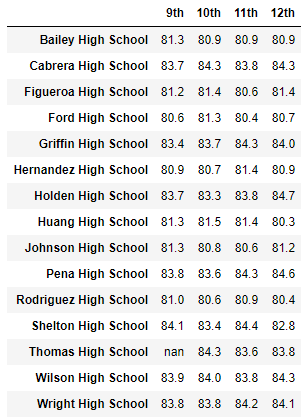 9th 10th 11th 12th
Bailey High School 81.3 80.9 80.9 80.9
Cabrera High School 83.7 84.3 83.8 84.3
Figueroa High School 81.2 81.4 80.6 81.4
Ford High School 80.6 81.3 80.4 80.7
Griffin High School 83.4 83.7 84.3 84.0
Hernandez High School 80.9 80.7 81.4 80.9
Holden High School 83.7 83.3 83.8 84.7
Huang High School 81.3 81.5 81.4 80.3
Johnson High School 81.3 80.8 80.6 81.2
Pena High School 83.8 83.6 84.3 84.6
Rodriguez High School 81.0 80.6 80.9 80.4
Shelton High School 84.1 83.4 84.4 82.8
Thomas High School nan 84.3 83.6 83.8
Wilson High School 83.9 84.0 83.8 84.3
Wright High School 83.8 83.8 84.2 84.1